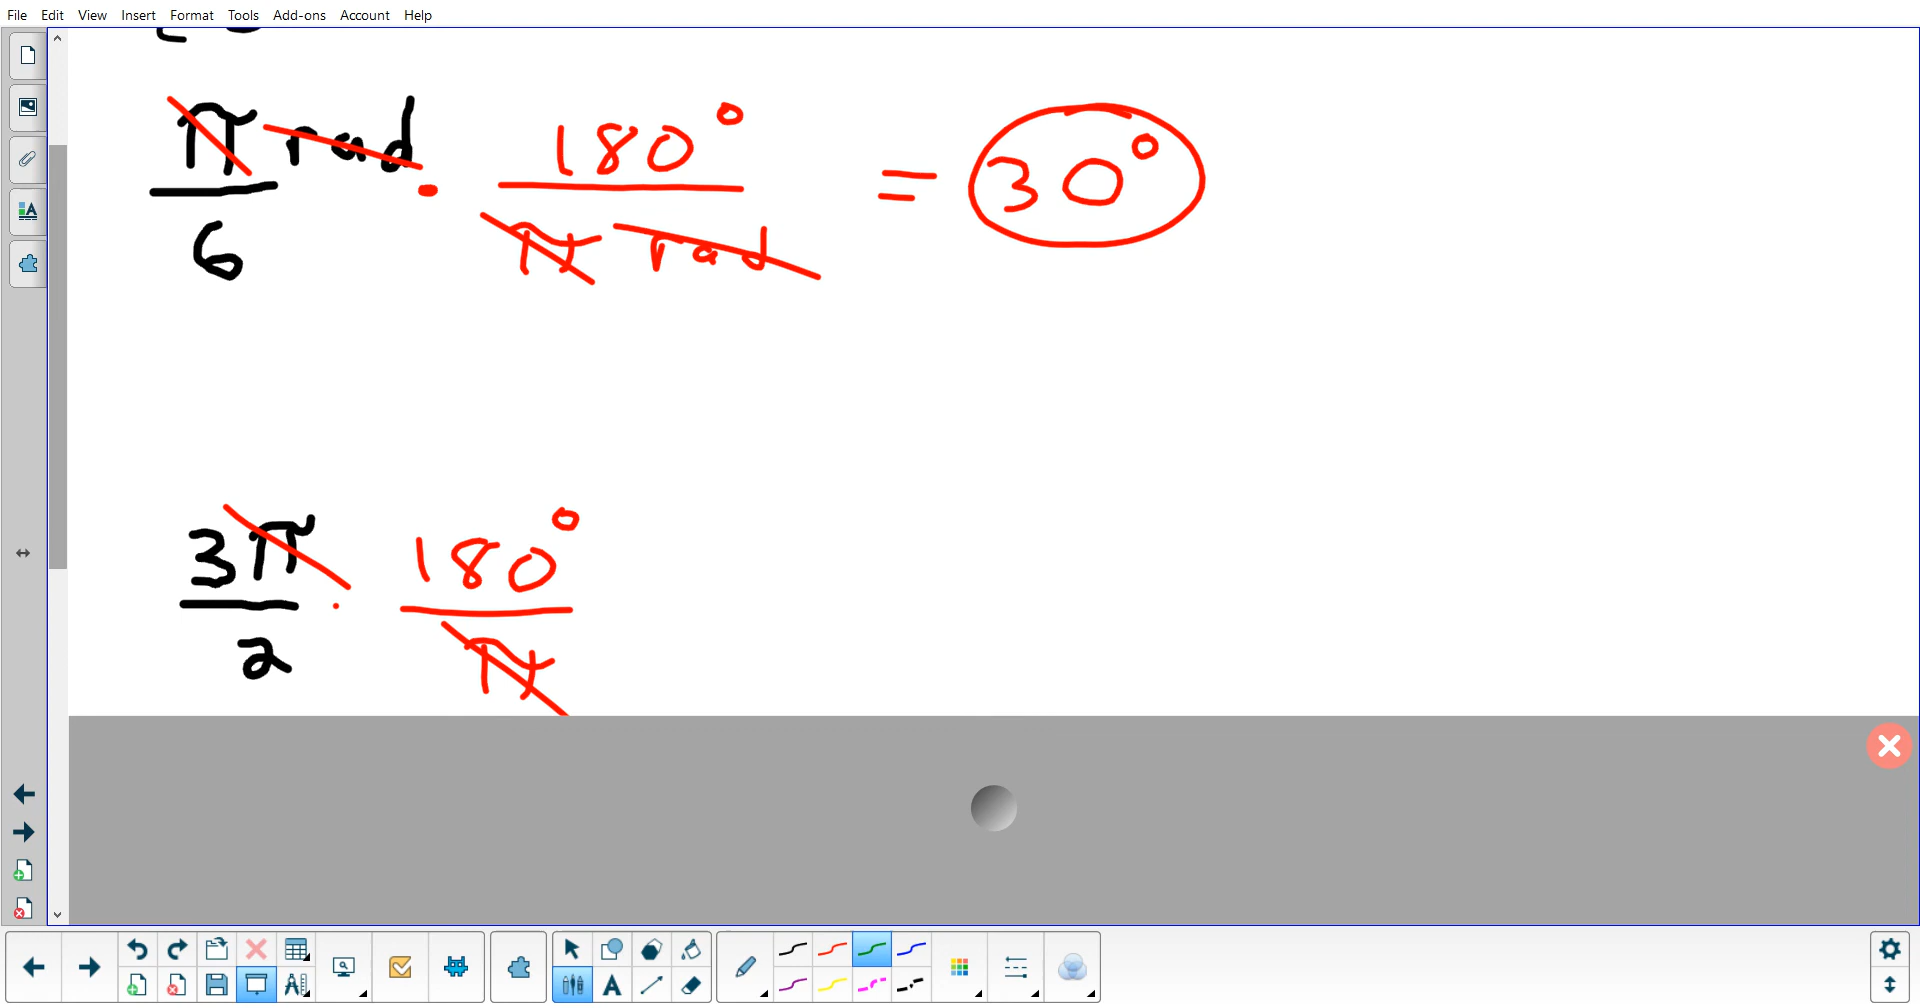 File Edit View Insert Format Tools Add-ons Account Help
π rad / 6 · 180° / π rad = 30°
3π / 2 · 180° / π